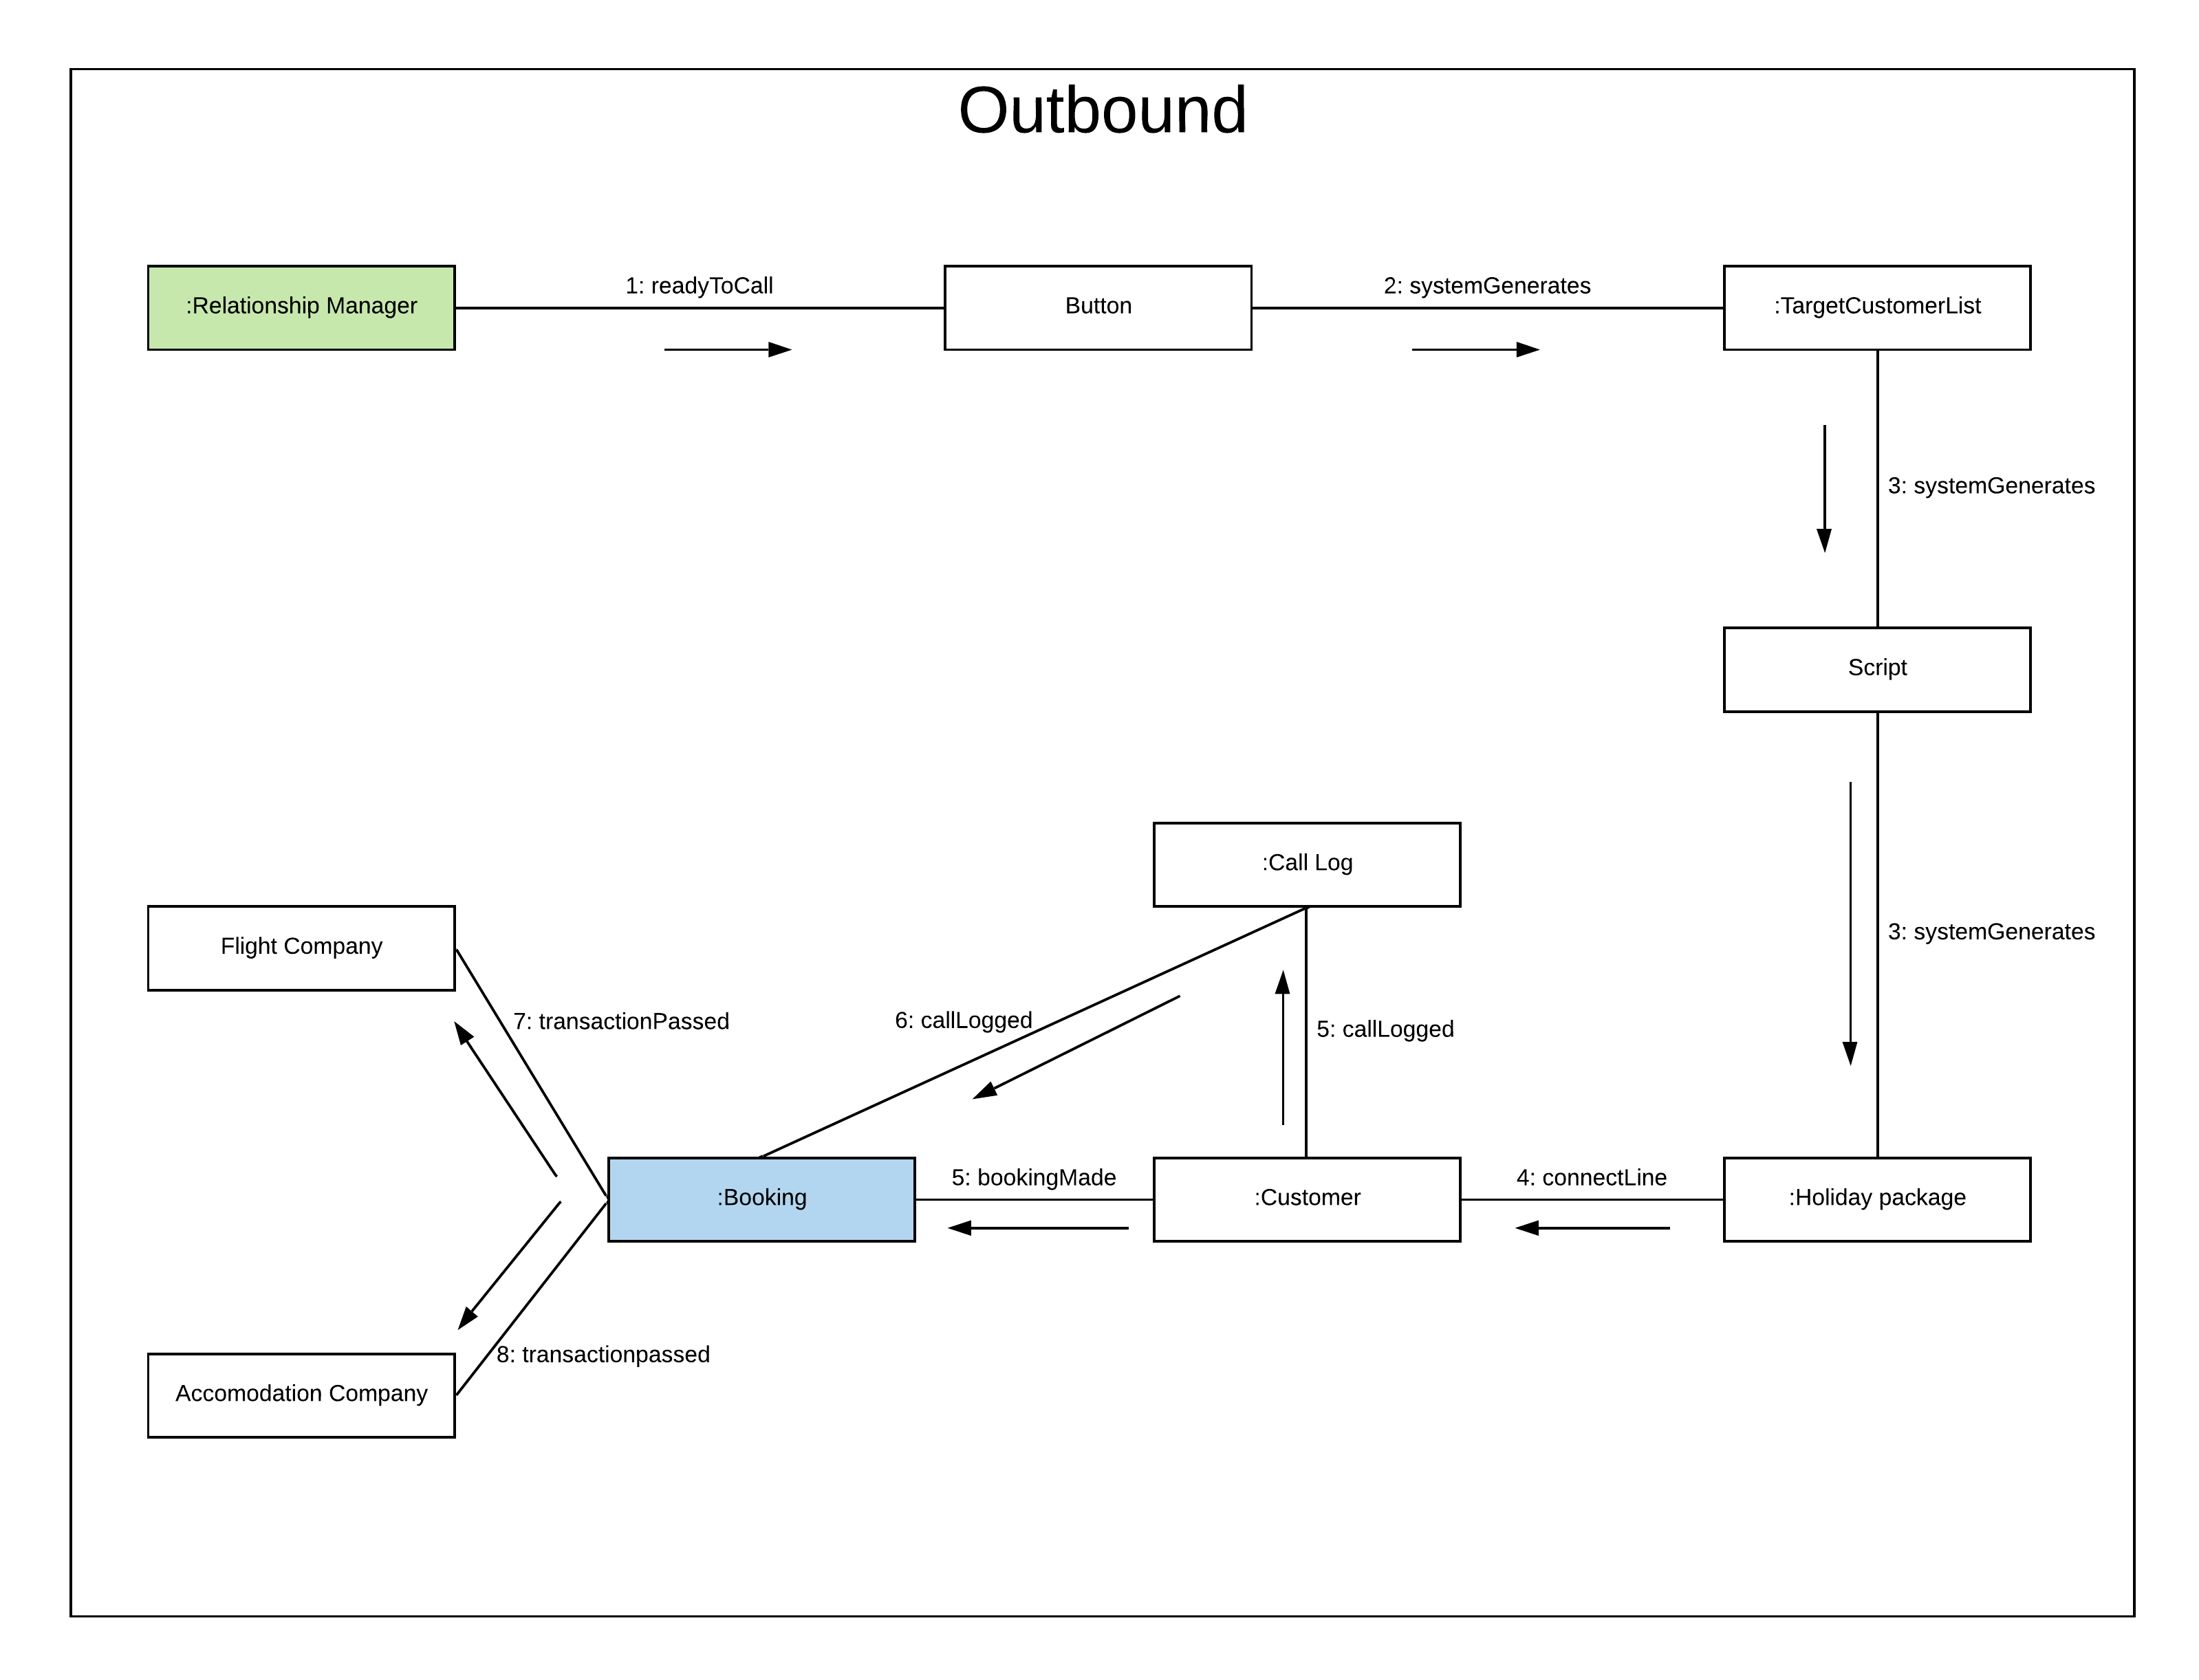 Outbound
:Relationship Manager
1: readyToCall
Button
2: systemGenerates
:TargetCustomerList
3: systemGenerates
Script
3: systemGenerates
:Call Log
Flight Company
7: transactionPassed
6: callLogged
5: callLogged
:Booking
5: bookingMade
:Customer
4: connectLine
:Holiday package
8: transactionpassed
Accomodation Company